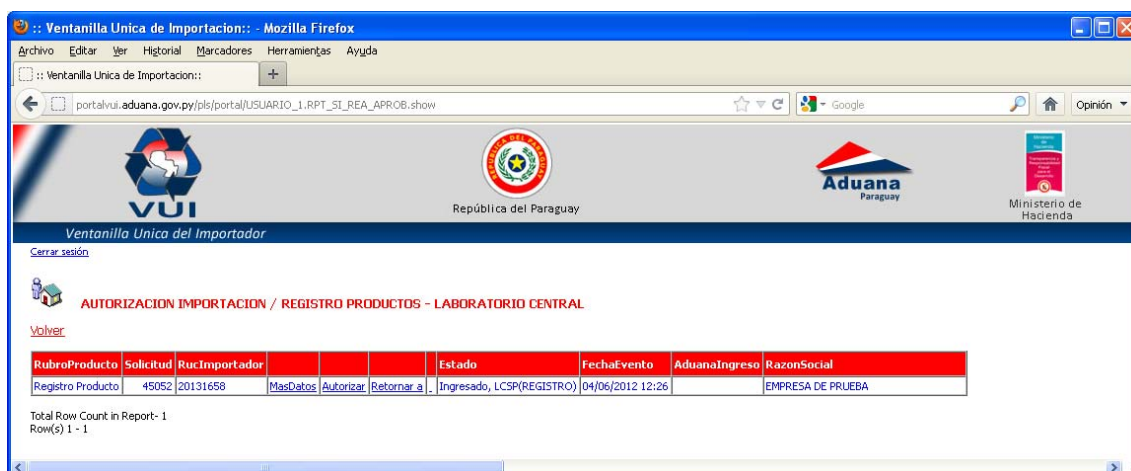 :: Ventanilla Unica de Importacion:: - Mozilla Firefox
Archivo Editar Ver Historial Marcadores Herramientas Ayuda
:: Ventanilla Unica de Importacion::
portalvui.aduana.gov.py/pls/portal/USUARIO_1.RPT_SI_REA_APROB.show Google Opinión
VUI
República del Paraguay
Aduana
Paraguay
Ministerio de
Hacienda
Ventanilla Unica del Importador
Cerrar sesión
AUTORIZACION IMPORTACION / REGISTRO PRODUCTOS - LABORATORIO CENTRAL
Volver
RubroProducto Solicitud RucImportador Estado FechaEvento AduanaIngreso RazonSocial
Registro Producto 45052 20131658 MasDatos Autorizar Retornar a Ingresado, LCSP(REGISTRO) 04/06/2012 12:26 EMPRESA DE PRUEBA
Total Row Count in Report- 1
Row(s) 1 - 1